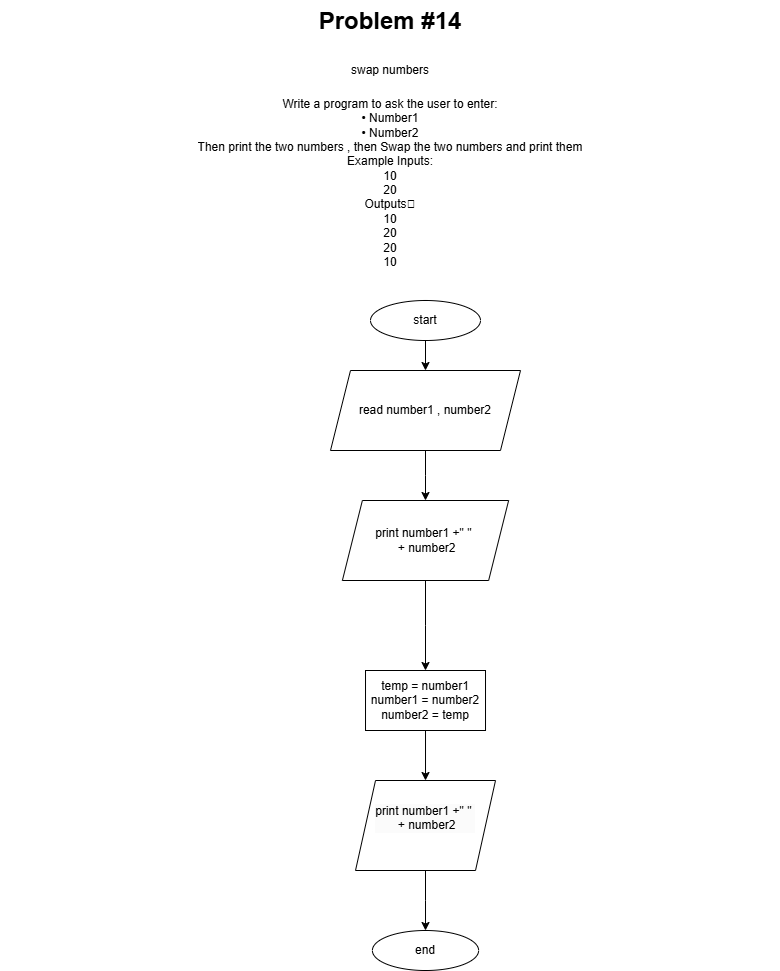 Problem #14
swap numbers
Write a program to ask the user to enter:
• Number1
• Number2
Then print the two numbers , then Swap the two numbers and print them
Example Inputs:
10
20
Outputs
10
20
20
10
start
read number1 , number2
print number1 +" "
+ number2
temp = number1
number1 = number2
number2 = temp
print number1 +" "
+ number2
end